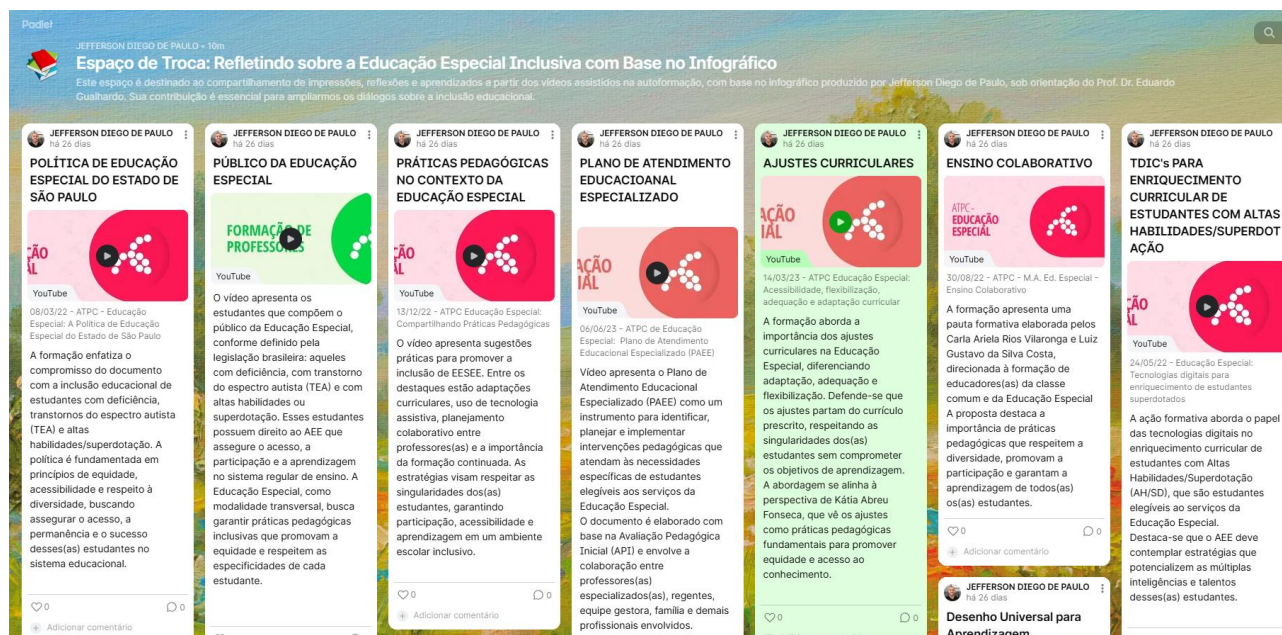 Padlet
JEFFERSON DIEGO DE PAULO • 10m
Espaço de Troca: Refletindo sobre a Educação Especial Inclusiva com Base no Infográfico
Este espaço é destinado ao compartilhamento de impressões, reflexões e aprendizados a partir dos vídeos assistidos na autoformação, com base no infográfico produzido por Jefferson Diego de Paulo, sob orientação do Prof. Dr. Eduardo
Gualhardo. Sua contribuição é essencial para ampliarmos os diálogos sobre a inclusão educacional.
JEFFERSON DIEGO DE PAULO
há 26 dias
POLÍTICA DE EDUCAÇÃO
ESPECIAL DO ESTADO DE
SÃO PAULO
ÃO
AL
YouTube
08/03/22 - ATPC - Educação
Especial: A Política de Educação
Especial do Estado de São Paulo
A formação enfatiza o
compromisso do documento
com a inclusão educacional de
estudantes com deficiência,
transtornos do espectro autista
(TEA) e altas
habilidades/superdotação. A
política é fundamentada em
princípios de equidade,
acessibilidade e respeito à
diversidade, buscando
assegurar o acesso, a
permanência e o sucesso
desses(as) estudantes no
sistema educacional.
0
0
Adicionar comentário
JEFFERSON DIEGO DE PAULO
há 26 dias
PÚBLICO DA EDUCAÇÃO
ESPECIAL
FORMAÇÃO DE
PROFESSORES
YouTube
O vídeo apresenta os
estudantes que compõem o
público da Educação Especial,
conforme definido pela
legislação brasileira: aqueles
com deficiência, com transtorno
do espectro autista (TEA) e com
altas habilidades ou
superdotação. Esses estudantes
possuem direito ao AEE que
assegure o acesso, a
participação e a aprendizagem
no sistema regular de ensino. A
Educação Especial, como
modalidade transversal, busca
garantir práticas pedagógicas
inclusivas que promovam a
equidade e respeitem as
especificidades de cada
estudante.
JEFFERSON DIEGO DE PAULO
há 26 dias
PRÁTICAS PEDAGÓGICAS
NO CONTEXTO DA
EDUCAÇÃO ESPECIAL
ÃO
AL
YouTube
13/12/22 - ATPC Educação Especial:
Compartilhando Práticas Pedagógicas
O vídeo apresenta sugestões
práticas para promover a
inclusão de EESEE. Entre os
destaques estão adaptações
curriculares, uso de tecnologia
assistiva, planejamento
colaborativo entre
professores(as) e a importância
da formação continuada. As
estratégias visam respeitar as
singularidades dos(as)
estudantes, garantindo
participação, acessibilidade e
aprendizagem em um ambiente
escolar inclusivo.
0
0
Adicionar comentário
JEFFERSON DIEGO DE PAULO
há 26 dias
PLANO DE ATENDIMENTO
EDUCACIOANAL
ESPECIALIZADO
AÇÃO
IAL
YouTube
06/06/23 - ATPC de Educação
Especial: Plano de Atendimento
Educacional Especializado (PAEE)
Vídeo apresenta o Plano de
Atendimento Educacional
Especializado (PAEE) como um
instrumento para identificar,
planejar e implementar
intervenções pedagógicas que
atendam às necessidades
específicas de estudantes
elegíveis aos serviços da
Educação Especial.
O documento é elaborado com
base na Avaliação Pedagógica
Inicial (API) e envolve a
colaboração entre
professores(as)
especializados(as), regentes,
equipe gestora, família e demais
profissionais envolvidos.
JEFFERSON DIEGO DE PAULO
há 26 dias
AJUSTES CURRICULARES
AÇÃO
IAL
YouTube
14/03/23 - ATPC Educação Especial:
Acessibilidade, flexibilização,
adequação e adaptação curricular
A formação aborda a
importância dos ajustes
curriculares na Educação
Especial, diferenciando
adaptação, adequação e
flexibilização. Defende-se que
os ajustes partam do currículo
prescrito, respeitando as
singularidades dos(as)
estudantes sem comprometer
os objetivos de aprendizagem.
A abordagem se alinha à
perspectiva de Kátia Abreu
Fonseca, que vê os ajustes
como práticas pedagógicas
fundamentais para promover
equidade e acesso ao
conhecimento.
0
0
JEFFERSON DIEGO DE PAULO
há 26 dias
ENSINO COLABORATIVO
ATPC-
EDUCAÇÃO
ESPECIAL
YouTube
30/08/22 - ATPC - M.A. Ed. Especial -
Ensino Colaborativo
A formação apresenta uma
pauta formativa elaborada pelos
Carla Ariela Rios Vilaronga e Luiz
Gustavo da Silva Costa,
direcionada à formação de
educadores(as) da classe
comum e da Educação Especial
A proposta destaca a
importância de práticas
pedagógicas que respeitem a
diversidade, promovam a
participação e garantam a
aprendizagem de todos(as)
os(as) estudantes.
0
0
Adicionar comentário
JEFFERSON DIEGO DE PAULO
há 26 dias
Desenho Universal para
Aprendizagem
JEFFERSON DIEGO DE PAULO
há 26 dias
TDIC's PARA
ENRIQUECIMENTO
CURRICULAR DE
ESTUDANTES COM ALTAS
HABILIDADES/SUPERDOT
AÇÃO
ÃO
AL
YouTube
24/05/22 - Educação Especial:
Tecnologias digitais para
enriquecimento de estudantes
superdotados
A ação formativa aborda o papel
das tecnologias digitais no
enriquecimento curricular de
estudantes com Altas
Habilidades/Superdotação
(AH/SD), que são estudantes
elegíveis ao serviços da
Educação Especial.
Destaca-se que o AEE deve
contemplar estratégias que
potencializem as múltiplas
inteligências e talentos
desses(as) estudantes.